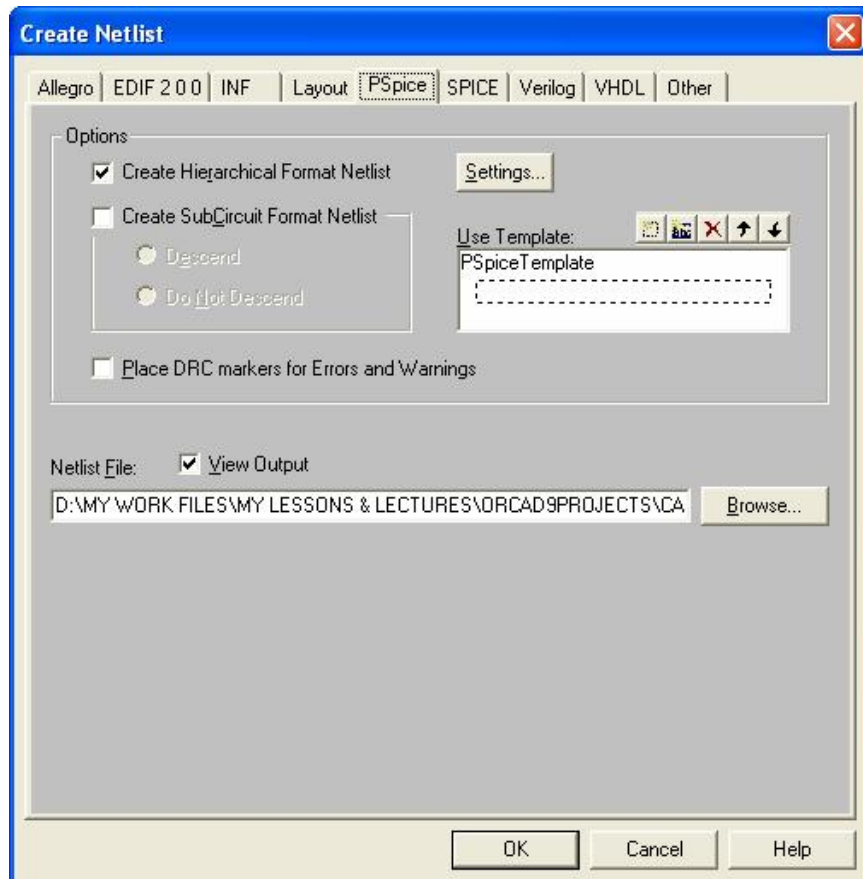 Create Netlist
Allegro EDIF 2 0 0 INF Layout PSpice SPICE Verilog VHDL Other
Options
Create Hierarchical Format Netlist
Settings...
Create SubCircuit Format Netlist
Descend
Do Not Descend
Use Template:
PSpiceTemplate
Place DRC markers for Errors and Warnings
Netlist File:
View Output
D:\MY WORK FILES\MY LESSONS & LECTURES\ORCAD9PROJECTS\CA
Browse...
OK Cancel Help